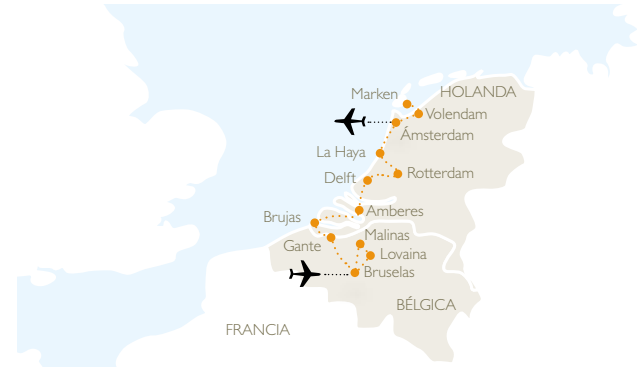 HOLANDA
Marken
Volendam
Ámsterdam
La Haya
Rotterdam
Delft
Amberes
Brujas
Malinas
Gante
Lovaina
Bruselas
BÉLGICA
FRANCIA